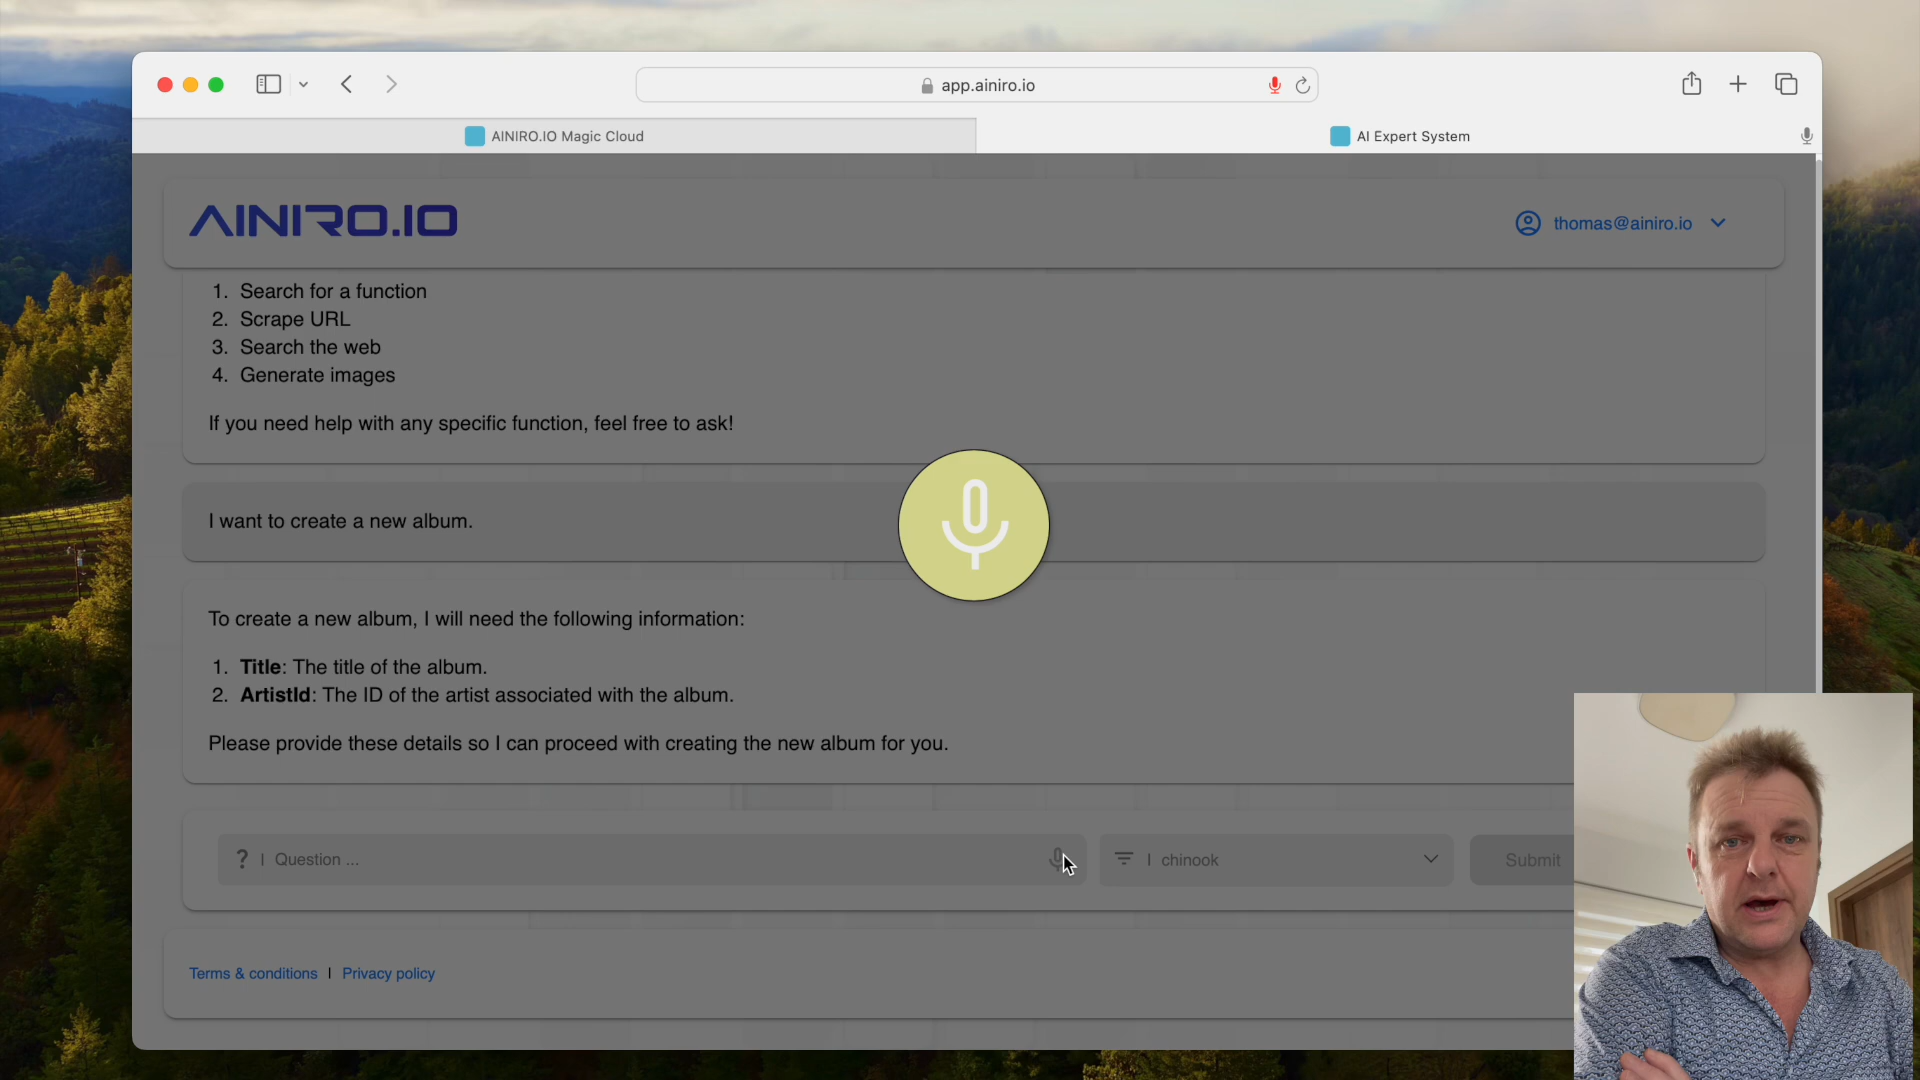 app.ainiro.io
AINIRO.IO Magic Cloud
AI Expert System
AINIRO.IO
thomas@ainiro.io
1. Search for a function
2. Scrape URL
3. Search the web
4. Generate images
If you need help with any specific function, feel free to ask!
I want to create a new album.
To create a new album, I will need the following information:
1. Title: The title of the album.
2. ArtistId: The ID of the artist associated with the album.
Please provide these details so I can proceed with creating the new album for you.
? | Question ...
| chinook
Submit
Terms & conditions | Privacy policy